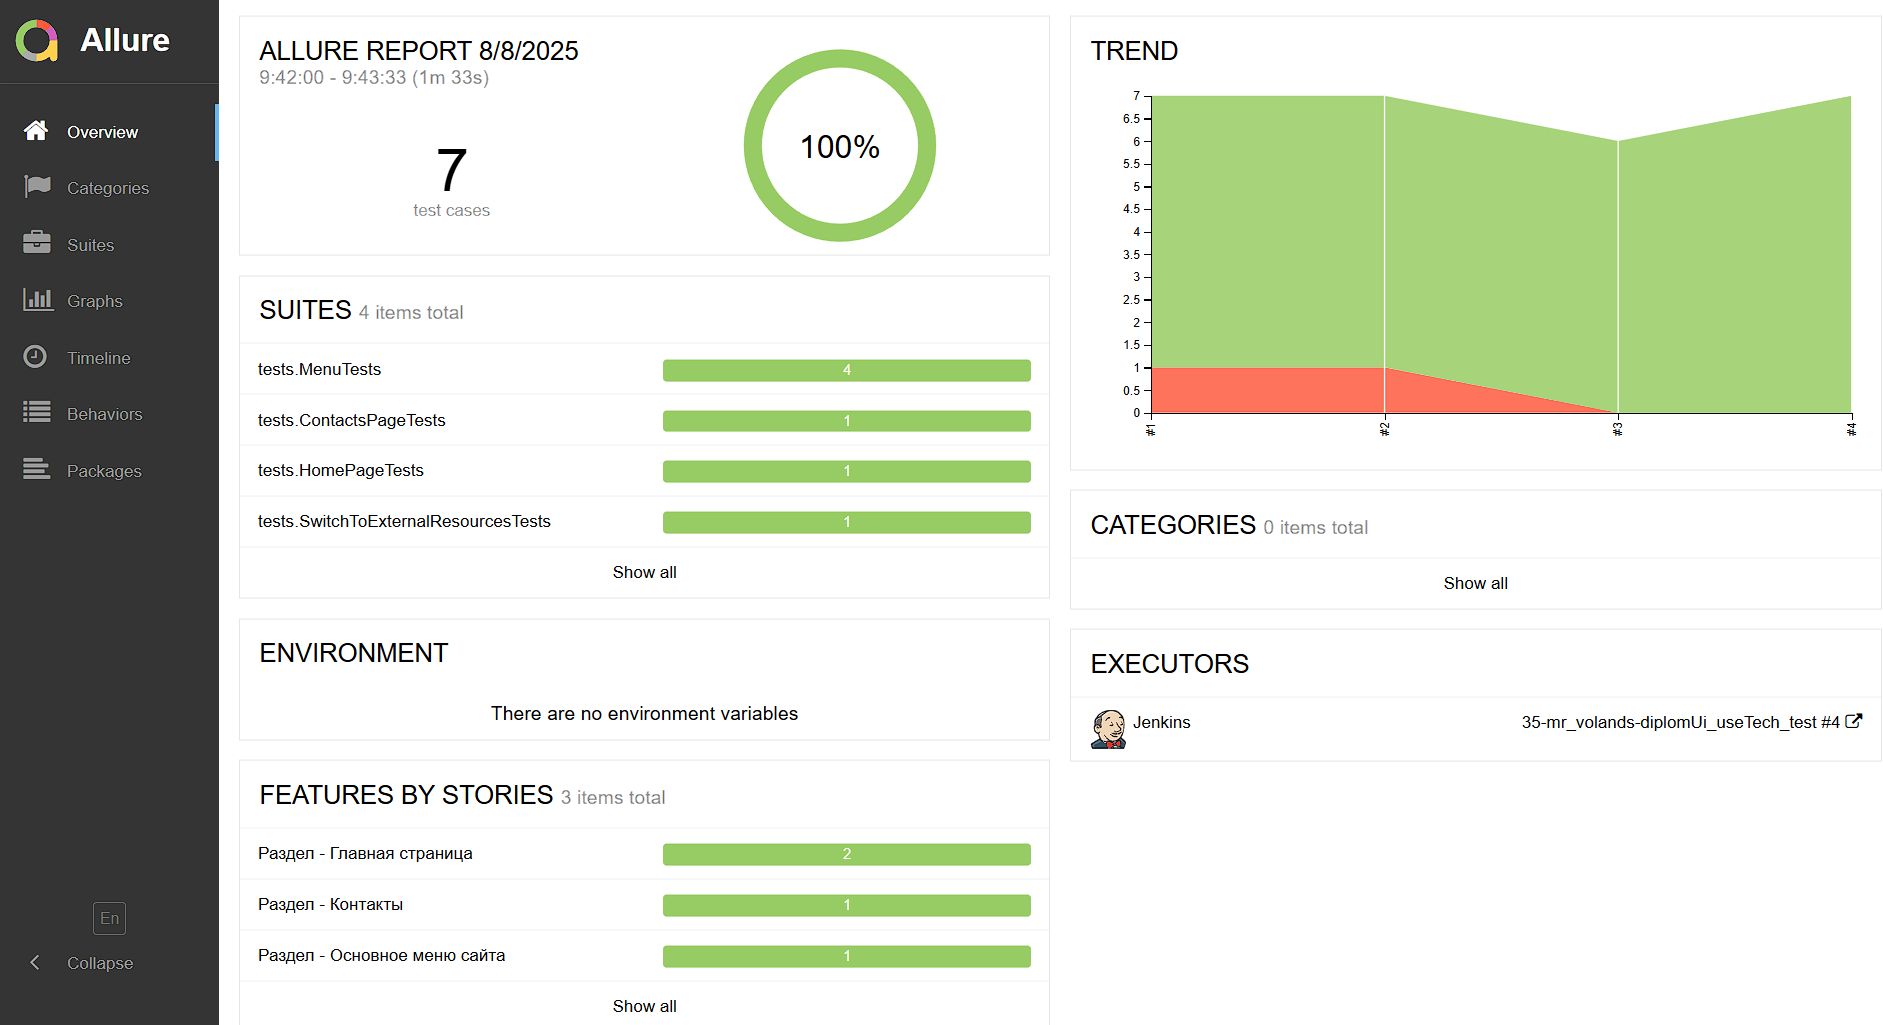 Allure
Overview
Categories
Suites
Graphs
Timeline
Behaviors
Packages
En
Collapse
ALLURE REPORT 8/8/2025
9:42:00 - 9:43:33 (1m 33s)
7
test cases
100%
SUITES 4 items total
tests.MenuTests 4
tests.ContactsPageTests 1
tests.HomePageTests 1
tests.SwitchToExternalResourcesTests 1
Show all
ENVIRONMENT
There are no environment variables
FEATURES BY STORIES 3 items total
Раздел - Главная страница 2
Раздел - Контакты 1
Раздел - Основное меню сайта 1
Show all
TREND
7
6.5
6
5.5
5
4.5
4
3.5
3
2.5
2
1.5
1
0.5
0
#1 #2 #3 #4
CATEGORIES 0 items total
Show all
EXECUTORS
Jenkins 35-mr_volands-diplomUi_useTech_test #4